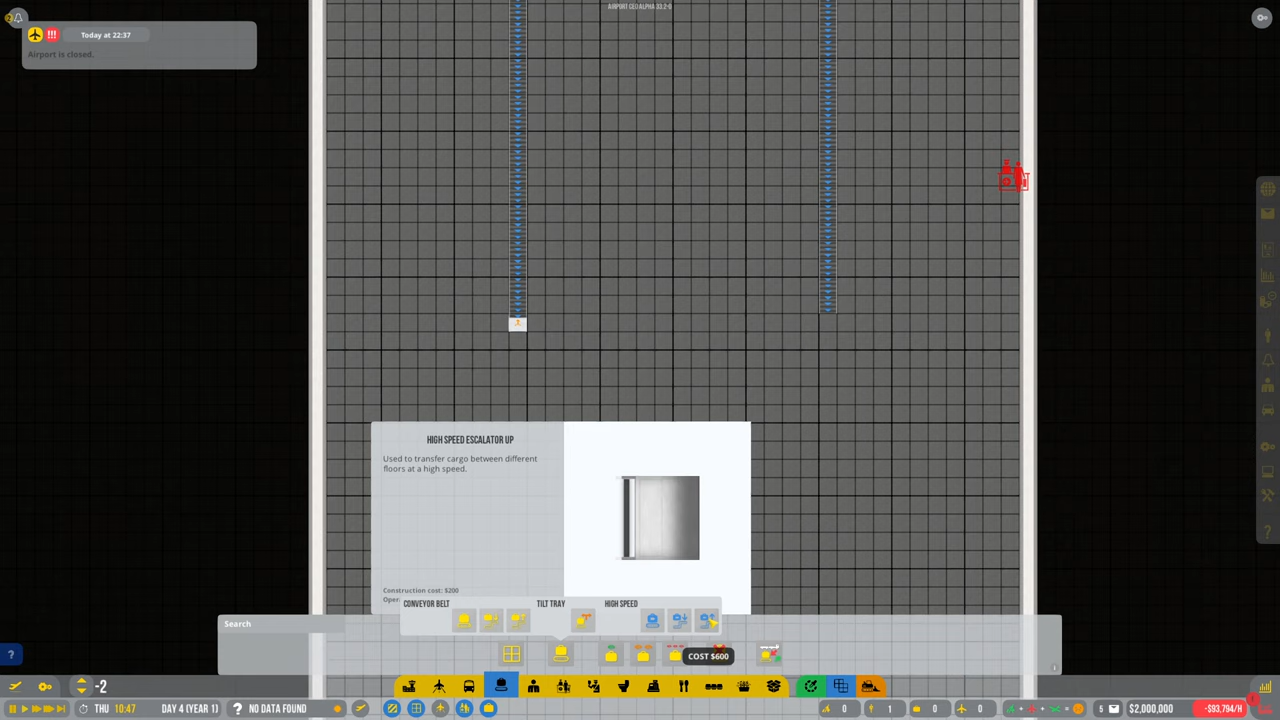 AIRPORT CEO ALPHA 33.2-0
2
!!!
Today at 22:37
Airport is closed.
HIGH SPEED ESCALATOR UP
Used to transfer cargo between different
floors at a high speed.
Construction cost: $200
Oper
CONVEYOR BELT
TILT TRAY
HIGH SPEED
Search
COST $600
?
?
i
-2
THU 10:47
DAY 4 (YEAR 1)
? NO DATA FOUND
0
1
0
0
5
$2,000,000
-$93,794/H